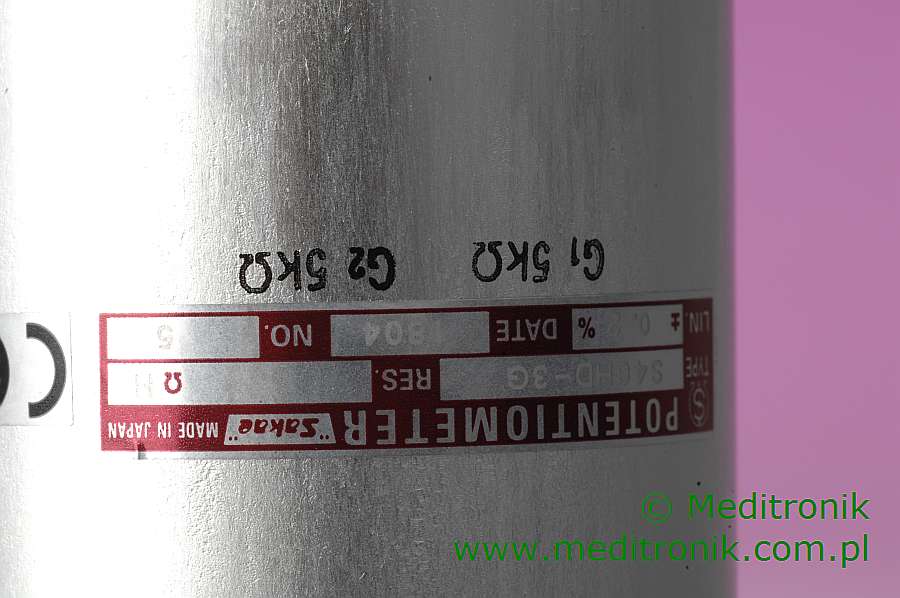 POTENTIOMETER "Sakae" MADE IN JAPAN
TYPE S40HD-3G RES. Ω
LIN. ± 0. % DATE 1804 NO. 5
G1 5kΩ G2 5kΩ
© Meditronik
www.meditronik.com.pl